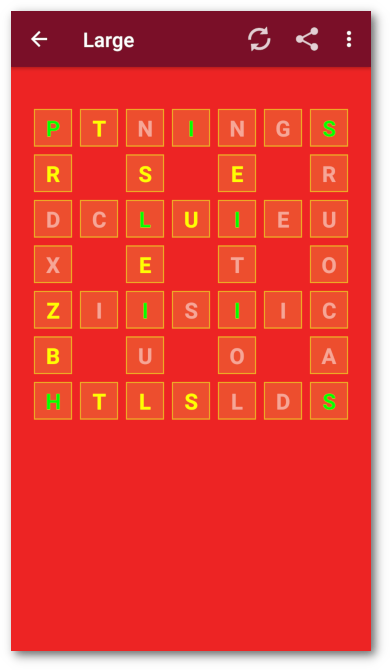 Large
P T N I N G S
R S E R
D C L U I E U
X E T O
Z I I S I I C
B U O A
H T L S L D S